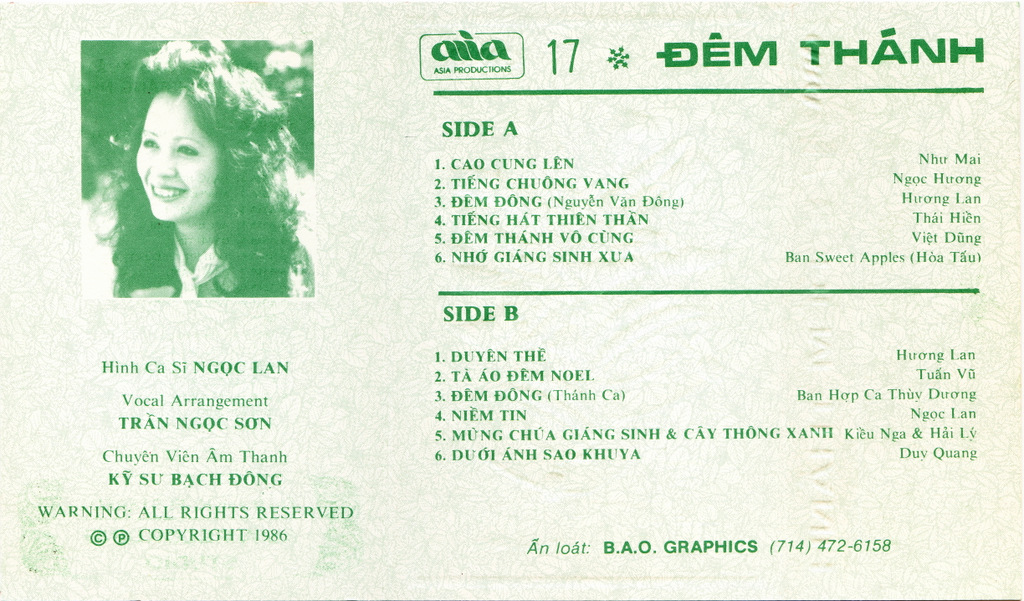 asia
ASIA PRODUCTIONS
17 ĐÊM THÁNH
SIDE A
1. CAO CUNG LÊN Như Mai
2. TIẾNG CHUÔNG VANG Ngọc Hương
3. ĐÊM ĐÔNG (Nguyễn Văn Đông) Hương Lan
4. TIẾNG HÁT THIÊN THẦN Thái Hiền
5. ĐÊM THÁNH VÔ CÙNG Việt Dũng
6. NHỚ GIÁNG SINH XƯA Ban Sweet Apples (Hòa Tấu)
SIDE B
1. DUYÊN THỀ Hương Lan
2. TÀ ÁO ĐÊM NOEL Tuấn Vũ
3. ĐÊM ĐÔNG (Thánh Ca) Ban Hợp Ca Thùy Dương
4. NIỀM TIN Ngọc Lan
5. MỪNG CHÚA GIÁNG SINH & CÂY THÔNG XANH Kiều Nga & Hải Lý
6. DƯỚI ÁNH SAO KHUYA Duy Quang
Ấn loát: B.A.O. GRAPHICS (714) 472-6158
Hình Ca Sĩ NGỌC LAN
Vocal Arrangement
TRẦN NGỌC SƠN
Chuyên Viên Âm Thanh
KỸ SƯ BẠCH ĐÔNG
WARNING: ALL RIGHTS RESERVED
© ℗ COPYRIGHT 1986